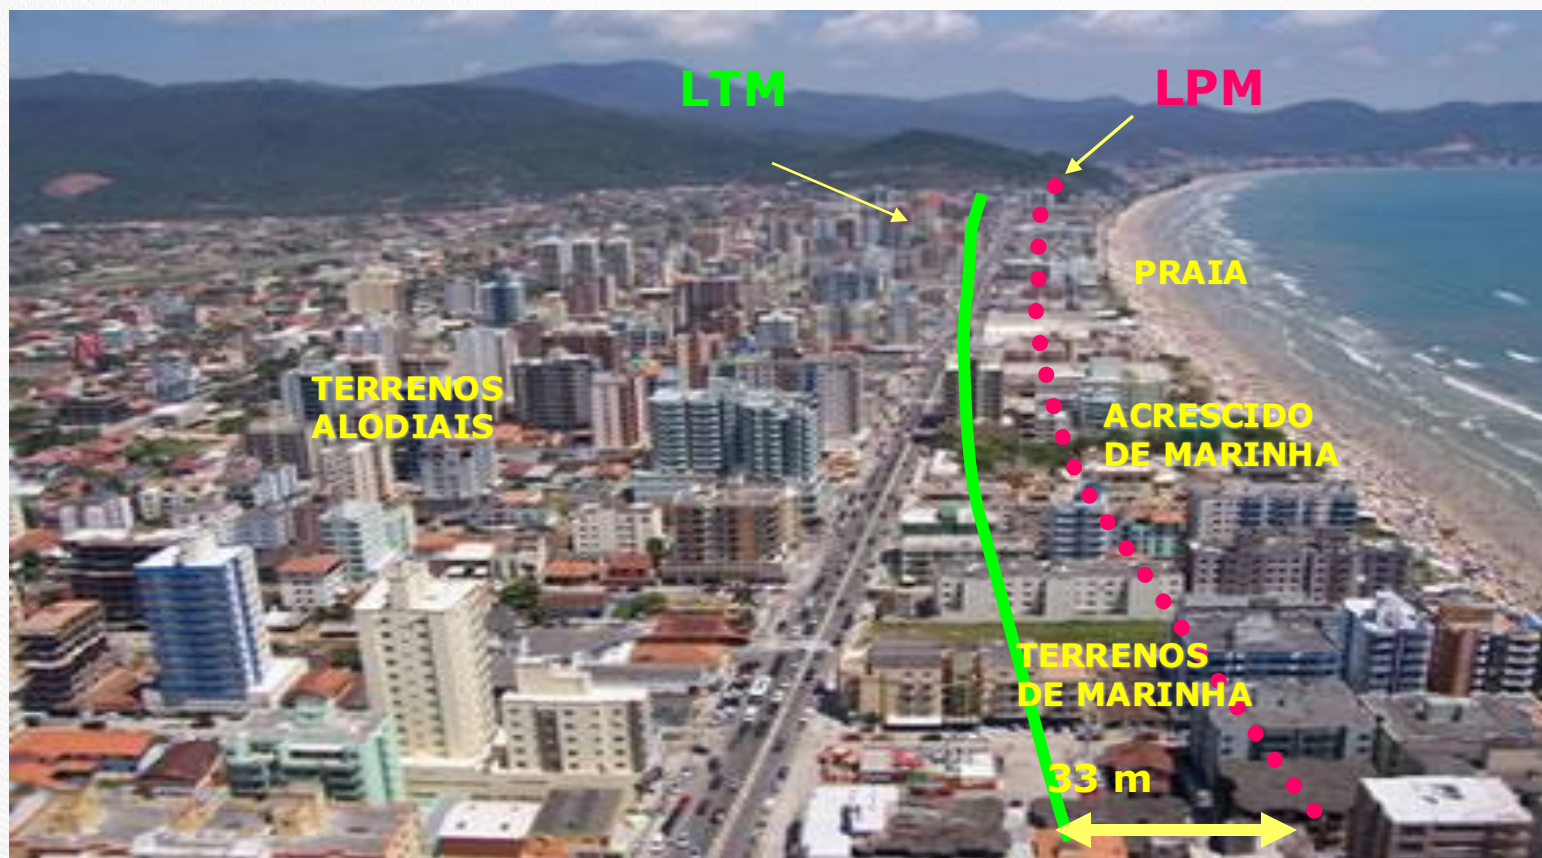 LTM
LPM
PRAIA
TERRENOS
ALODIAIS
ACRESCIDO
DE MARINHA
TERRENOS
DE MARINHA
33 m